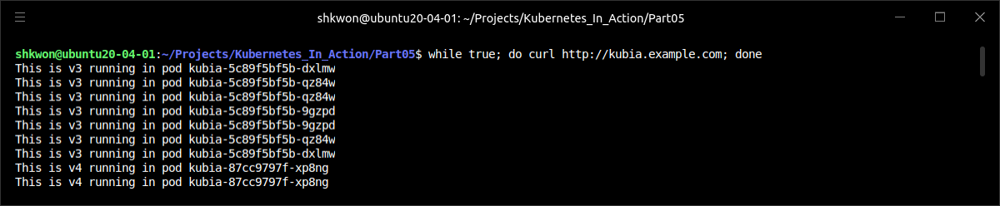 shkwon@ubuntu20-04-01: ~/Projects/Kubernetes_In_Action/Part05
shkwon@ubuntu20-04-01:~/Projects/Kubernetes_In_Action/Part05$ while true; do curl http://kubia.example.com; done
This is v3 running in pod kubia-5c89f5bf5b-dxlmw
This is v3 running in pod kubia-5c89f5bf5b-qz84w
This is v3 running in pod kubia-5c89f5bf5b-qz84w
This is v3 running in pod kubia-5c89f5bf5b-9gzpd
This is v3 running in pod kubia-5c89f5bf5b-9gzpd
This is v3 running in pod kubia-5c89f5bf5b-qz84w
This is v3 running in pod kubia-5c89f5bf5b-dxlmw
This is v4 running in pod kubia-87cc9797f-xp8ng
This is v4 running in pod kubia-87cc9797f-xp8ng